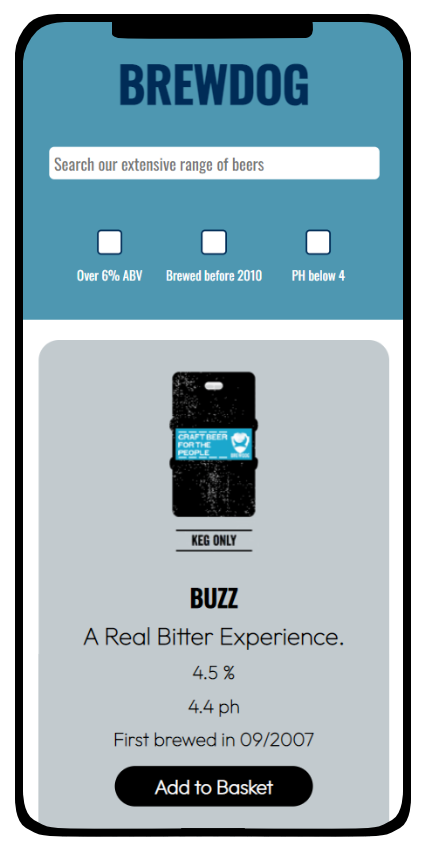 BREWDOG
Search our extensive range of beers
Over 6% ABV
Brewed before 2010
PH below 4
CRAFT BEER
FOR THE
PEOPLE
KEG ONLY
BUZZ
A Real Bitter Experience.
4.5 %
4.4 ph
First brewed in 09/2007
Add to Basket